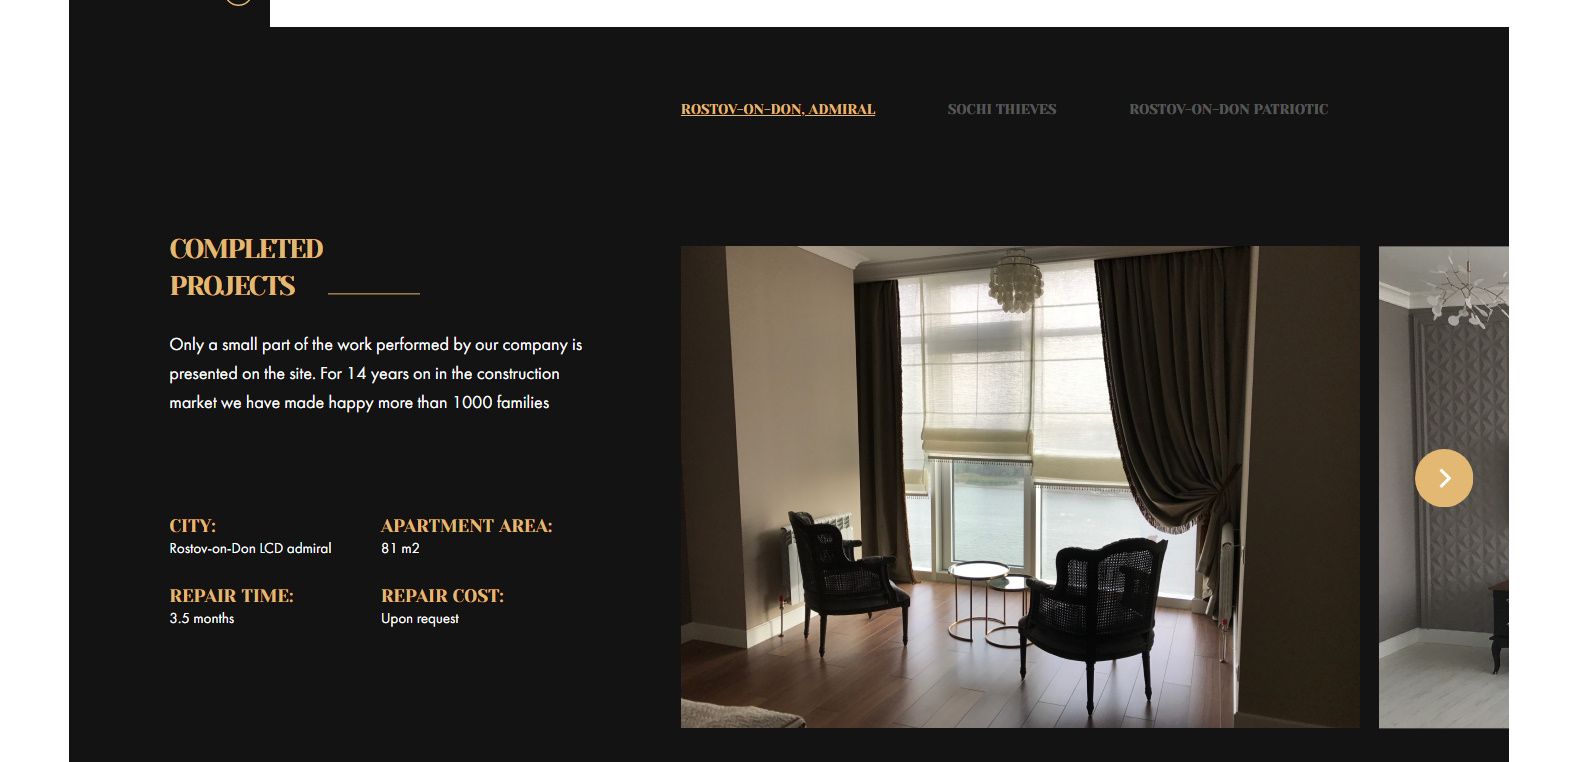 ROSTOV-ON-DON, ADMIRAL
SOCHI THIEVES
ROSTOV-ON-DON PATRIOTIC
COMPLETED
PROJECTS
Only a small part of the work performed by our company is
presented on the site. For 14 years on in the construction
market we have made happy more than 1000 families
CITY:
Rostov-on-Don LCD admiral
APARTMENT AREA:
81 m2
REPAIR TIME:
3.5 months
REPAIR COST:
Upon request